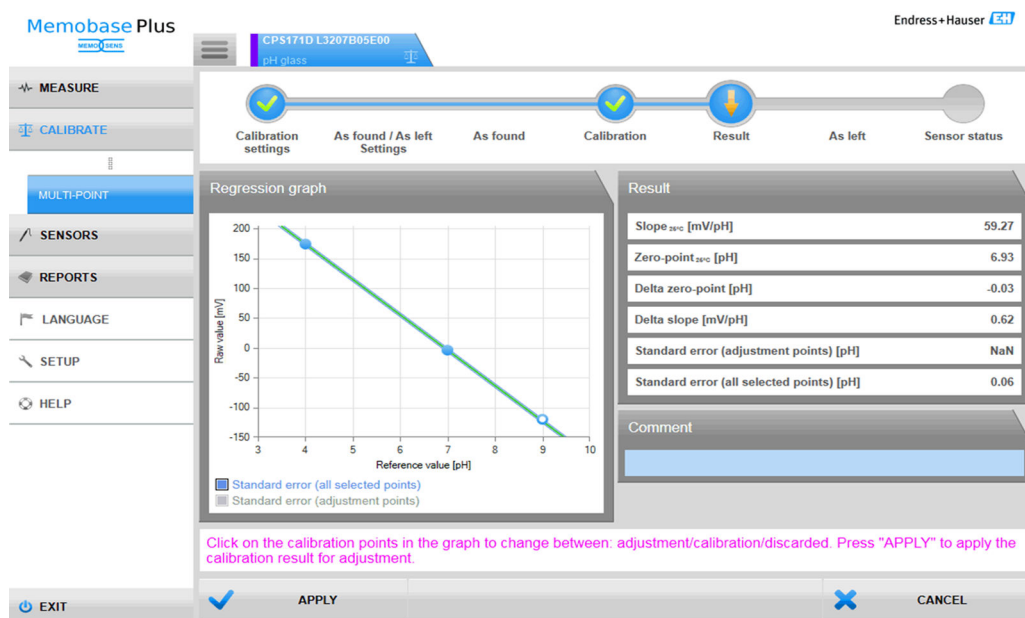 Memobase Plus
MEMO SENS
Endress+Hauser EH
CPS171D L3207B05E00
pH glass
MEASURE
CALIBRATE
MULTI-POINT
SENSORS
REPORTS
LANGUAGE
SETUP
HELP
EXIT
Calibration
settings
As found / As left
Settings
As found
Calibration
Result
As left
Sensor status
Regression graph
200
150
100
50
0
-50
-100
-150
Raw value [mV]
3 4 5 6 7 8 9 10
Reference value [pH]
Standard error (all selected points)
Standard error (adjustment points)
Result
Slope 25°C [mV/pH] 59.27
Zero-point 25°C [pH] 6.93
Delta zero-point [pH] -0.03
Delta slope [mV/pH] 0.62
Standard error (adjustment points) [pH] NaN
Standard error (all selected points) [pH] 0.06
Comment
Click on the calibration points in the graph to change between: adjustment/calibration/discarded. Press "APPLY" to apply the
calibration result for adjustment.
APPLY
CANCEL